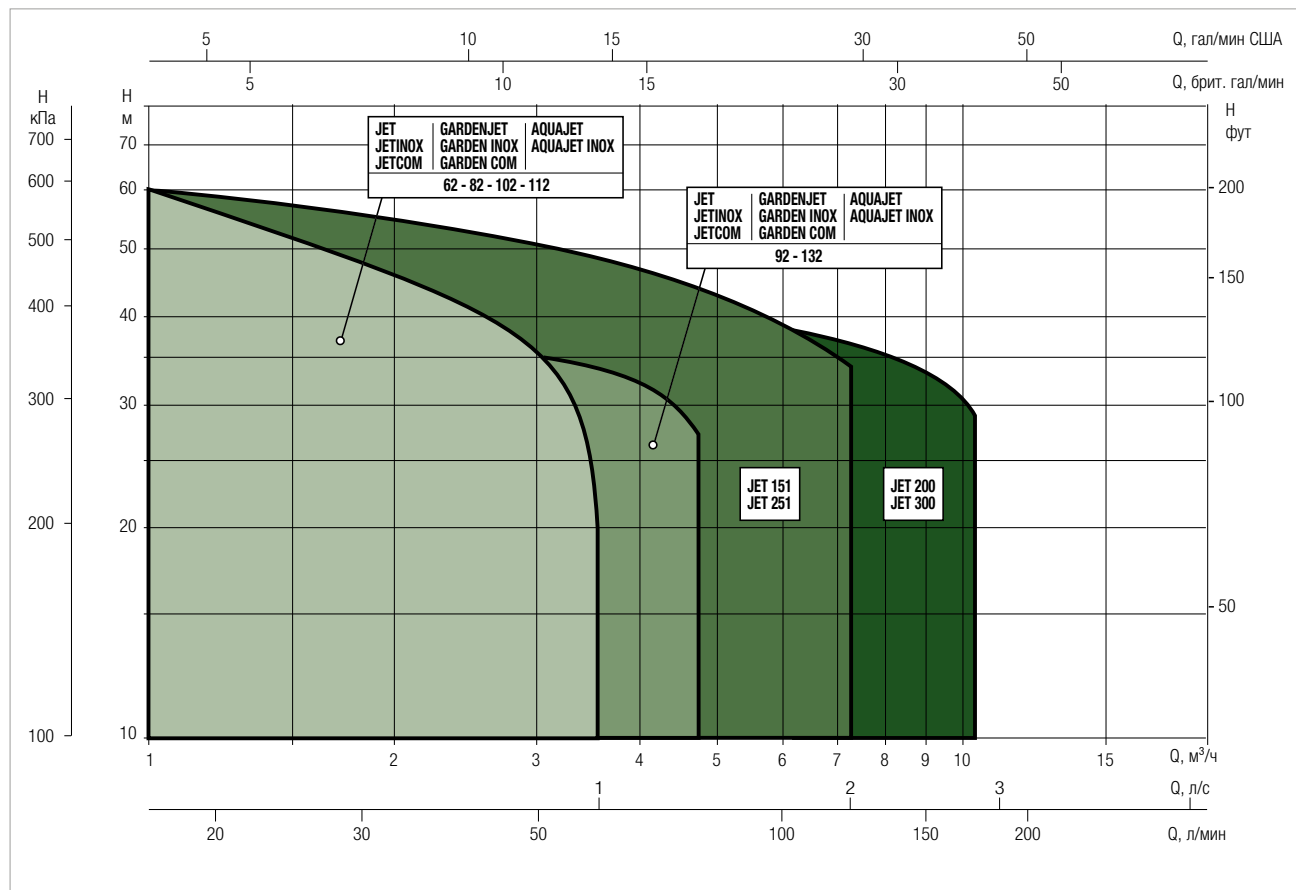 5 10 15 30 50 Q, гал/мин США
5 10 15 30 50 Q, брит. гал/мин
H
кПа
H
м
H
фут
700
600
500
400
300
200
100
70
60
50
40
30
20
10
200
150
100
50
JET GARDENJET AQUAJET
JETINOX GARDEN INOX AQUAJET INOX
JETCOM GARDEN COM
62 - 82 - 102 - 112
JET GARDENJET AQUAJET
JETINOX GARDEN INOX AQUAJET INOX
JETCOM GARDEN COM
92 - 132
JET 151
JET 251
JET 200
JET 300
1 2 3 4 5 6 7 8 9 10 15 Q, м³/ч
1 2 3 Q, л/с
20 30 50 100 150 200 Q, л/мин